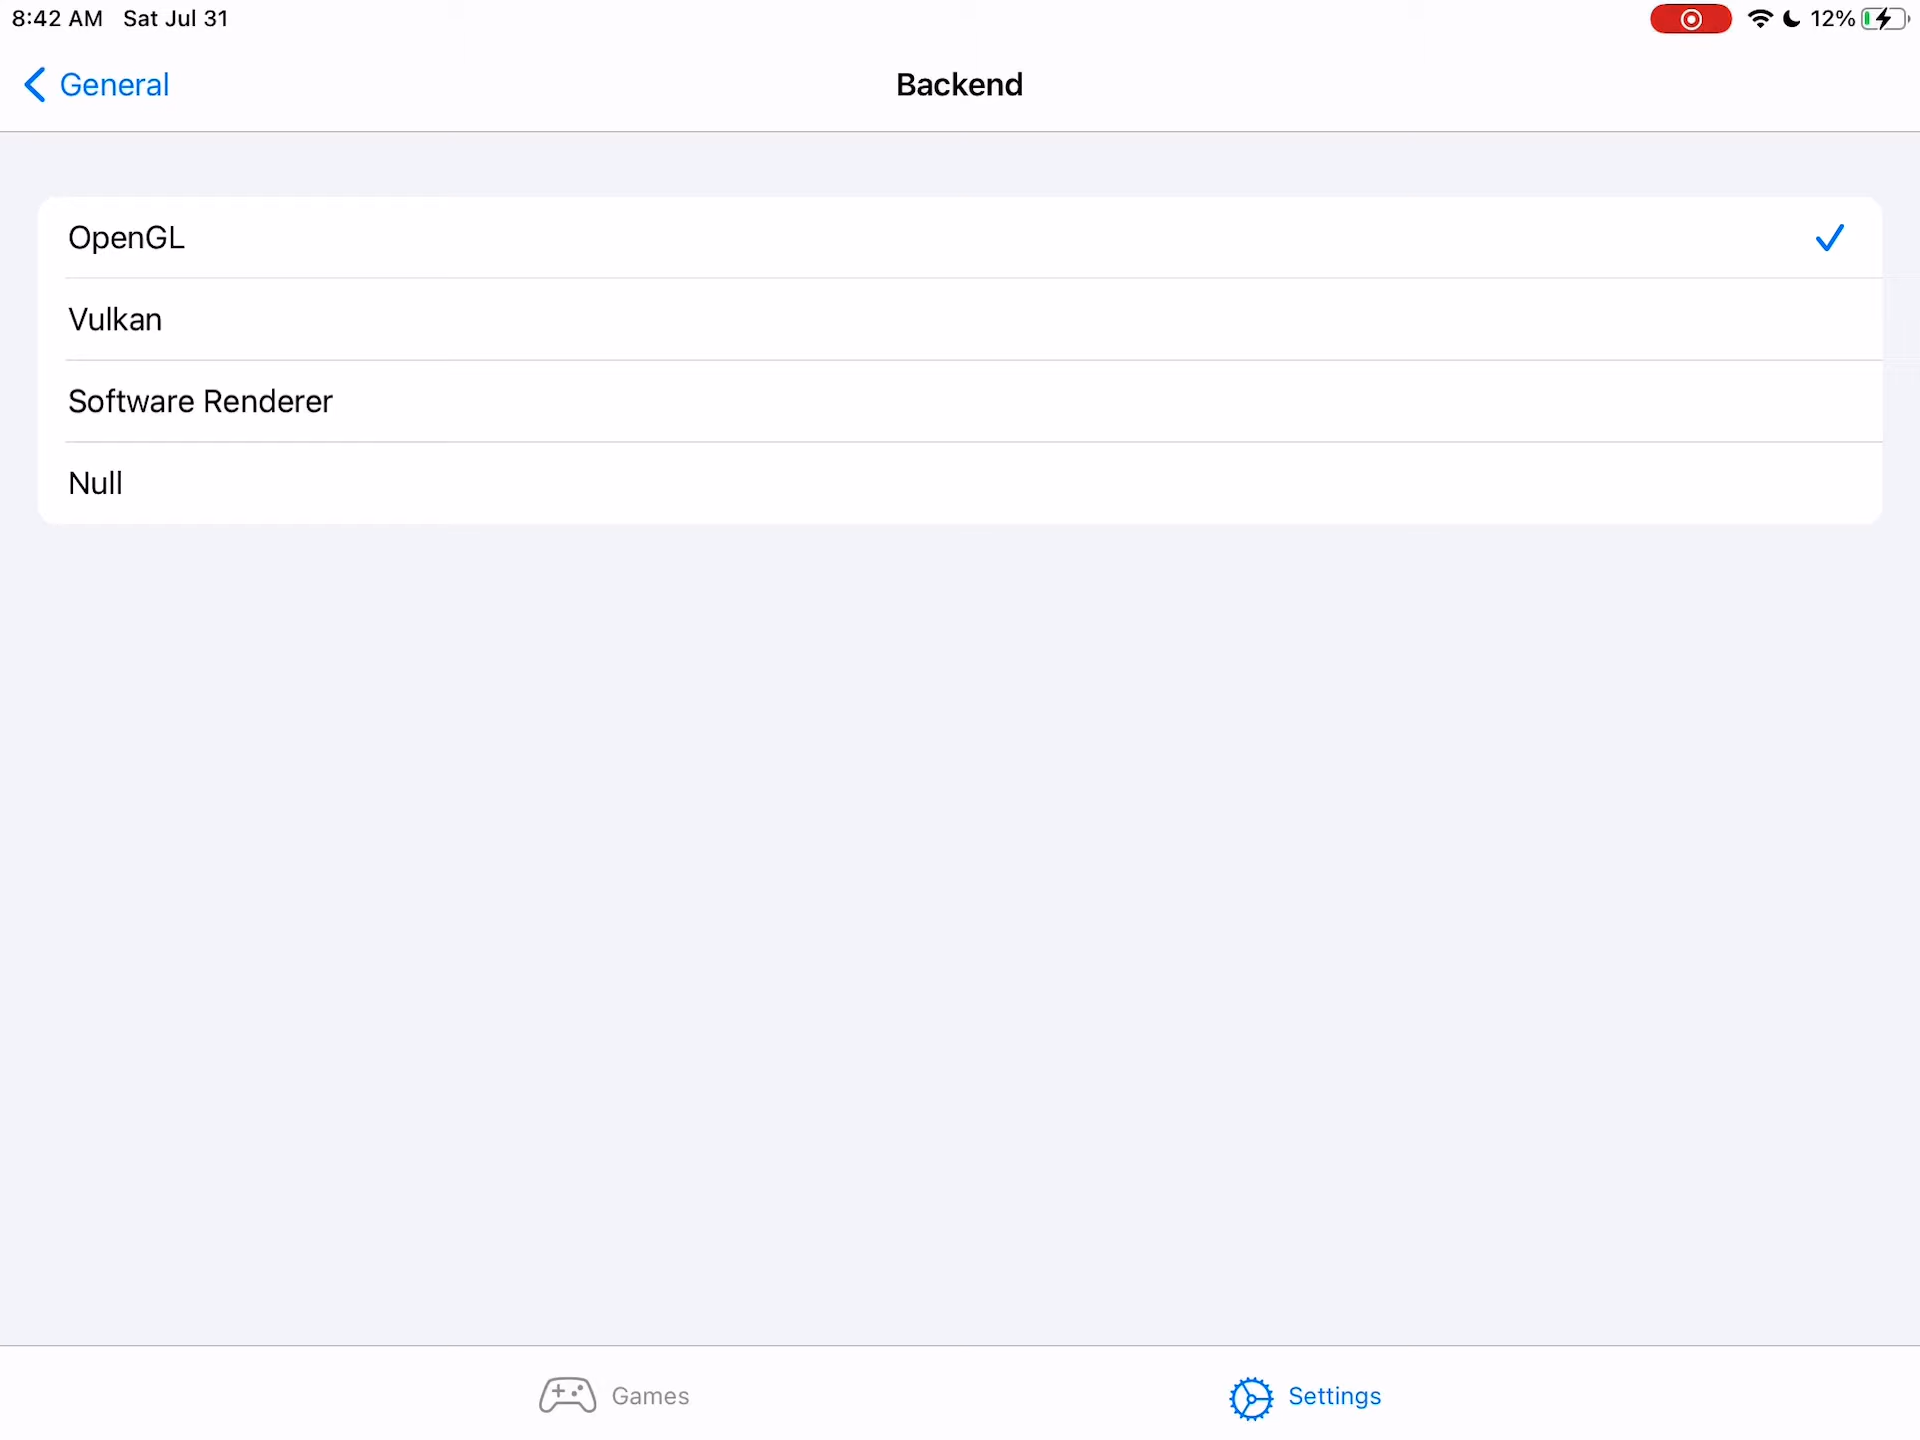 8:42 AM Sat Jul 31 12%
General Backend
OpenGL
Vulkan
Software Renderer
Null
Games Settings